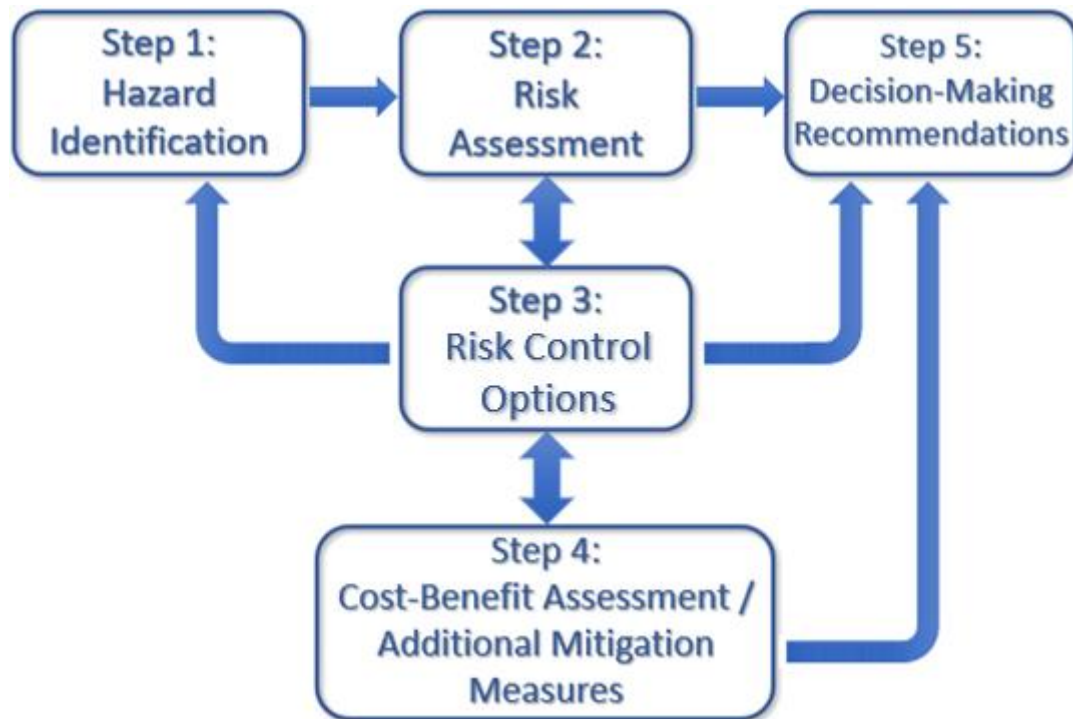 Step 1:
Hazard
Identification
Step 2:
Risk
Assessment
Step 5:
Decision-Making
Recommendations
Step 3:
Risk Control
Options
Step 4:
Cost-Benefit Assessment /
Additional Mitigation
Measures